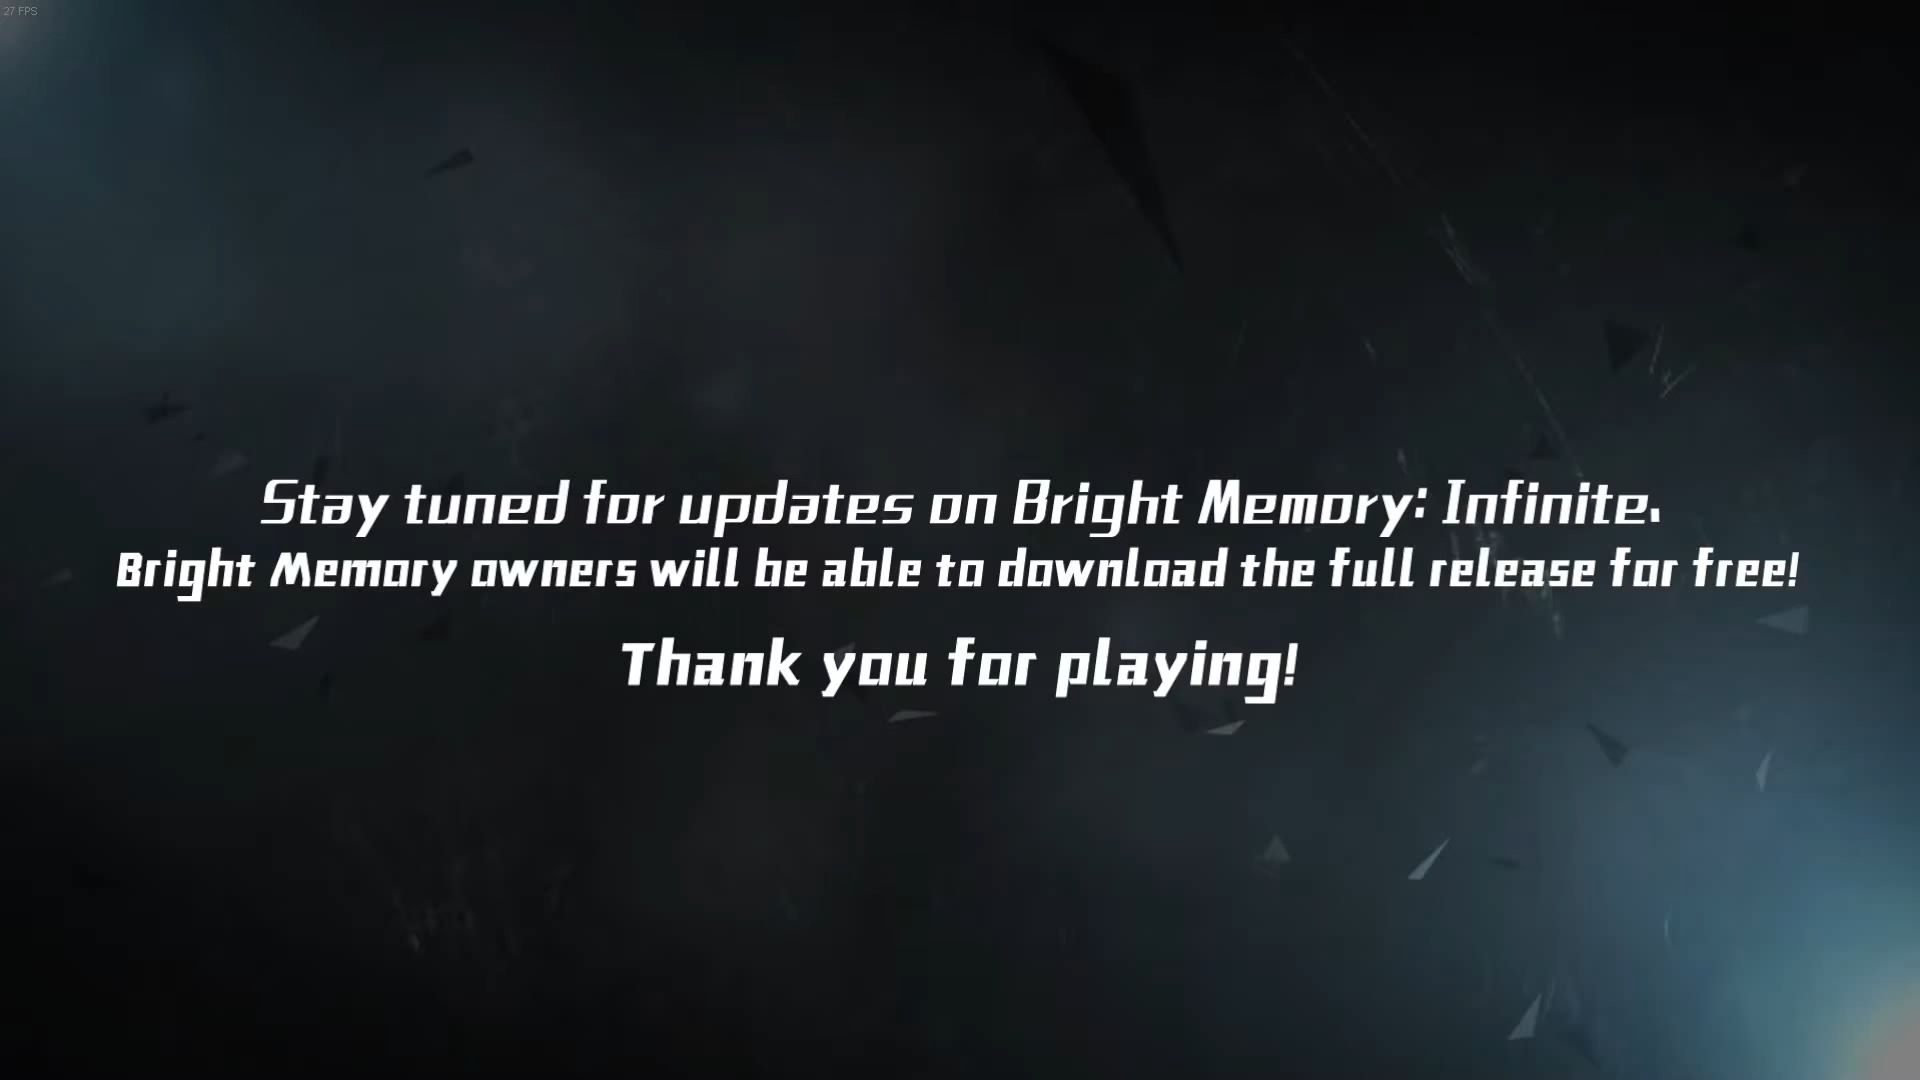 27 FPS
Stay tuned for updates on Bright Memory: Infinite.
Bright Memory owners will be able to download the full release for free!
Thank you for playing!